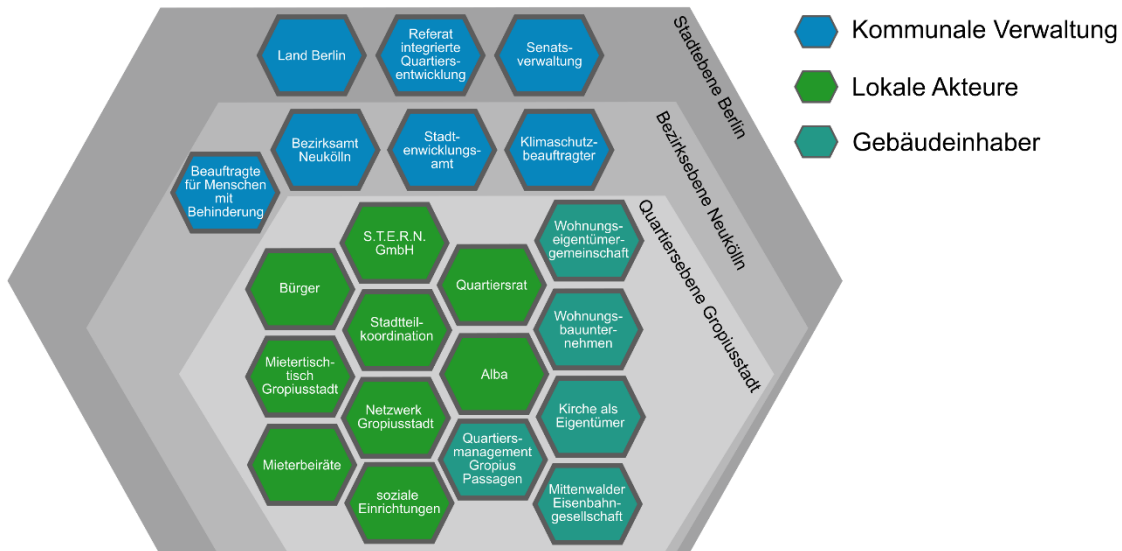 Land Berlin
Referat
integrierte
Quartiers-
entwicklung
Senats-
verwaltung
Stadtebene Berlin
Kommunale Verwaltung
Lokale Akteure
Gebäudeinhaber
Beauftragte
für Menschen
mit
Behinderung
Bezirksamt
Neukölln
Stadt-
enwicklungs-
amt
Klimaschutz-
beauftragter
Bezirksebene Neukölln
S.T.E.R.N.
GmbH
Wohnungs-
eigentümer-
gemeinschaft
Quartiersebene Gropiusstadt
Bürger
Quartiersrat
Stadtteil-
koordination
Wohnungs-
bauunter-
nehmen
Mietertisch-
tisch
Gropiusstadt
Alba
Netzwerk
Gropiusstadt
Kirche als
Eigentümer
Mieterbeiräte
Quartiers-
management
Gropius
Passagen
soziale
Einrichtungen
Mittenwalder
Eisenbahn-
gesellschaft